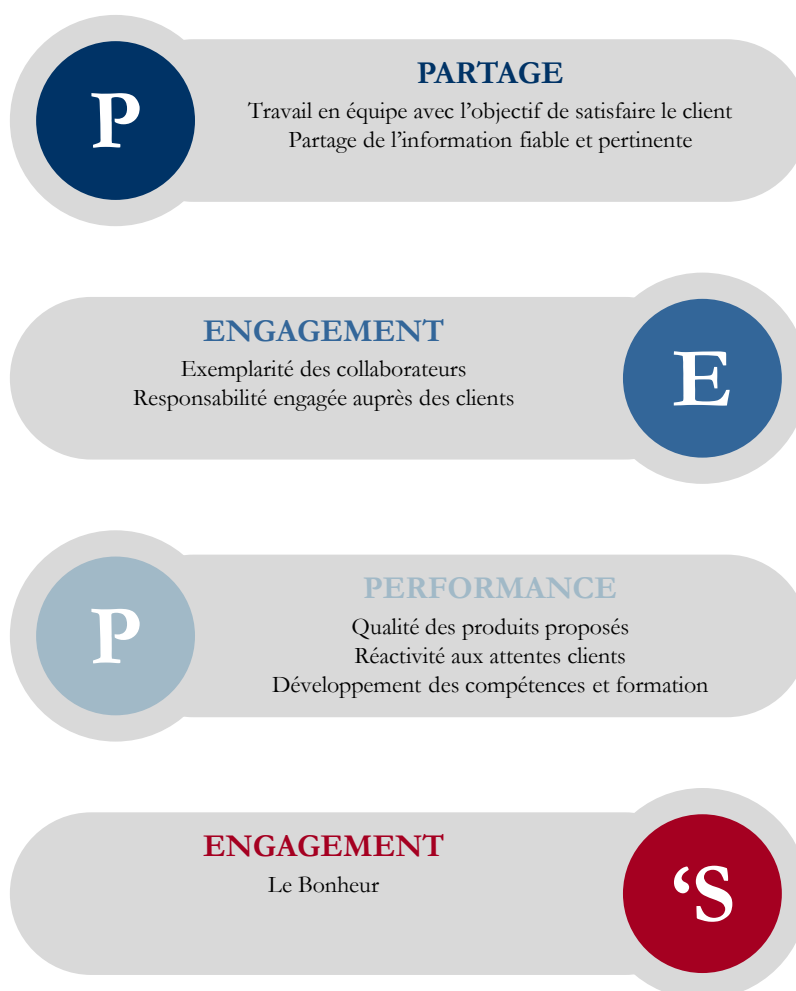 P
PARTAGE
Travail en équipe avec l’objectif de satisfaire le client
Partage de l’information fiable et pertinente
ENGAGEMENT
Exemplarité des collaborateurs
Responsabilité engagée auprès des clients
E
P
PERFORMANCE
Qualité des produits proposés
Réactivité aux attentes clients
Développement des compétences et formation
ENGAGEMENT
Le Bonheur
‘S